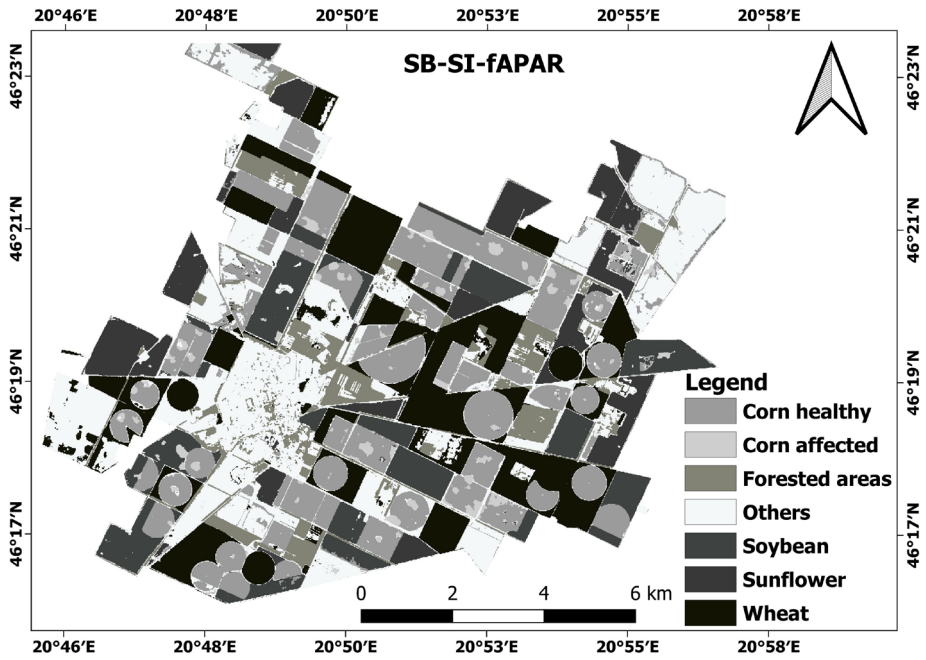 20°46′E 20°48′E 20°50′E 20°53′E 20°55′E 20°58′E
SB-SI-fAPAR
46°23′N 46°23′N
46°21′N 46°21′N
46°19′N 46°19′N
46°17′N 46°17′N
Legend
Corn healthy
Corn affected
Forested areas
Others
Soybean
Sunflower
Wheat
0 2 4 6 km
20°46′E 20°48′E 20°50′E 20°53′E 20°55′E 20°58′E